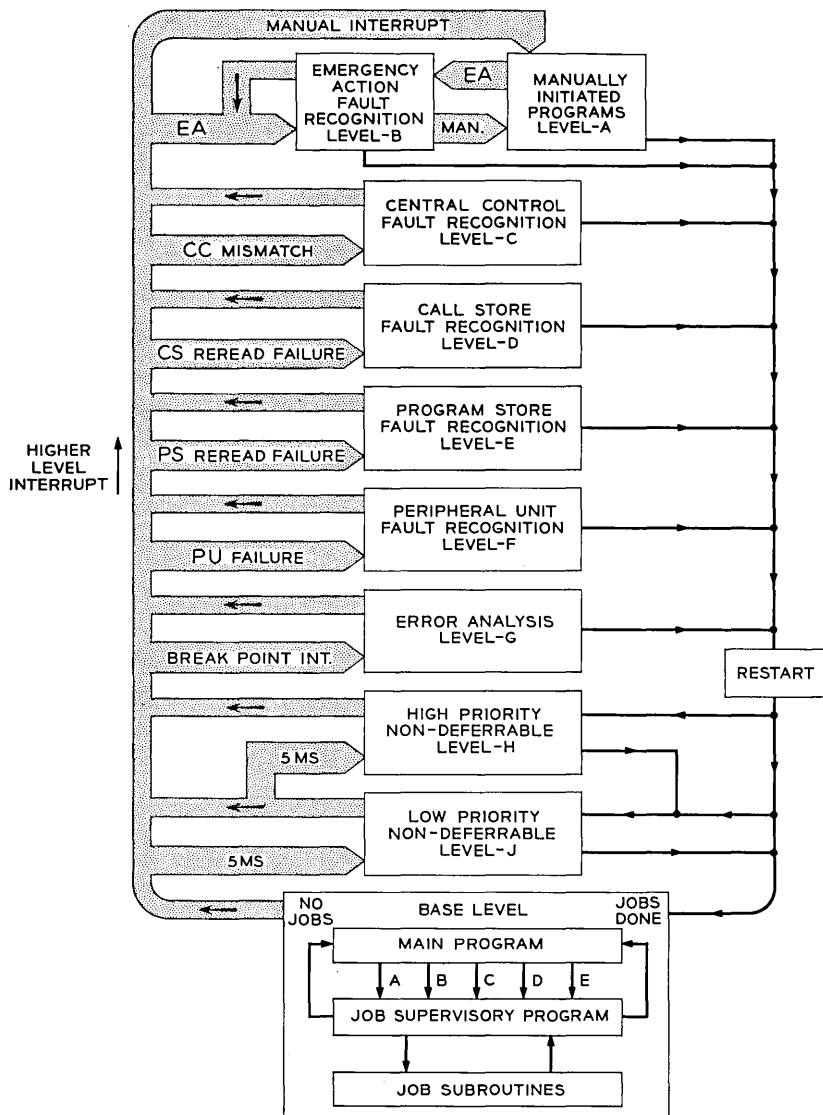 MANUAL INTERRUPT
EMERGENCY
ACTION
FAULT
RECOGNITION
LEVEL-B
EA
MANUALLY
INITIATED
PROGRAMS
LEVEL-A
EA
MAN.
CENTRAL CONTROL
FAULT RECOGNITION
LEVEL-C
CC MISMATCH
CALL STORE
FAULT RECOGNITION
LEVEL-D
CS REREAD FAILURE
PROGRAM STORE
FAULT RECOGNITION
LEVEL-E
HIGHER
LEVEL
INTERRUPT
PS REREAD FAILURE
PERIPHERAL UNIT
FAULT RECOGNITION
LEVEL-F
PU FAILURE
ERROR ANALYSIS
LEVEL-G
BREAK POINT INT.
RESTART
HIGH PRIORITY
NON-DEFERRABLE
LEVEL-H
5 MS
LOW PRIORITY
NON-DEFERRABLE
LEVEL-J
5MS
NO
JOBS
BASE LEVEL
JOBS
DONE
MAIN PROGRAM
A B C D E
JOB SUPERVISORY PROGRAM
JOB SUBROUTINES